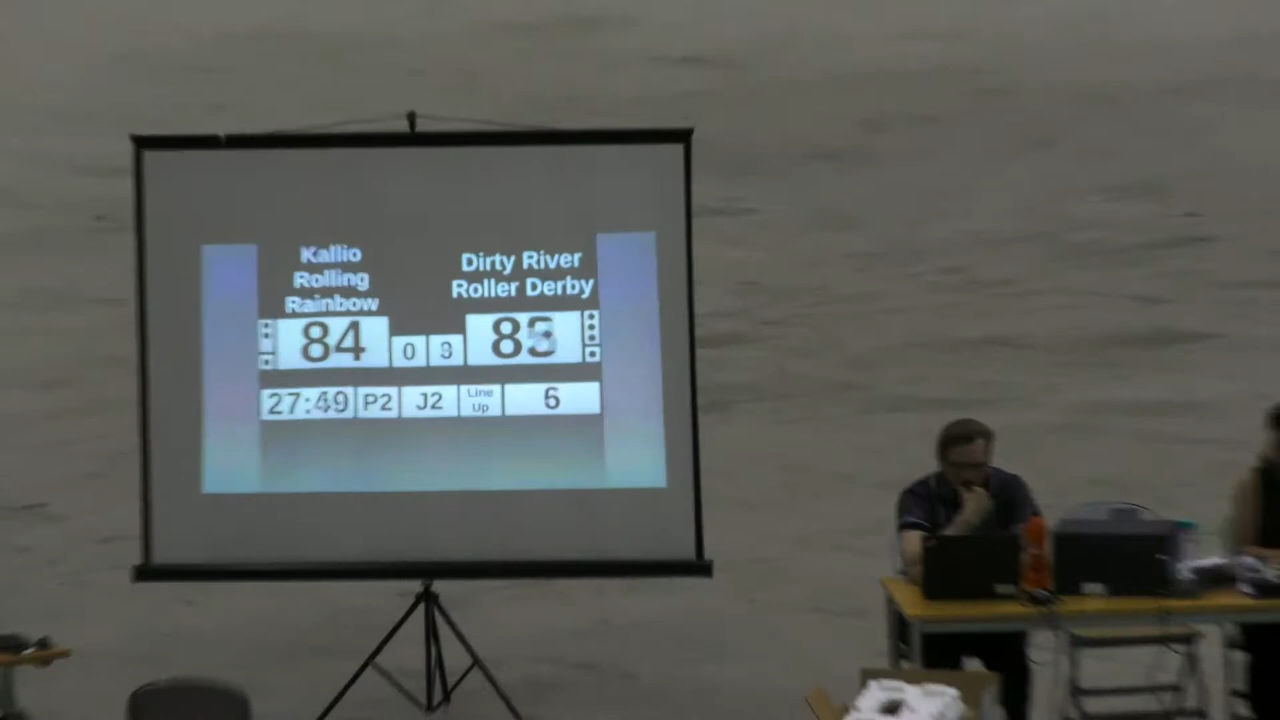 Kallio
Rolling
Rainbow
Dirty River
Roller Derby
84
0
27:49
P2
J2
Line
Up
6